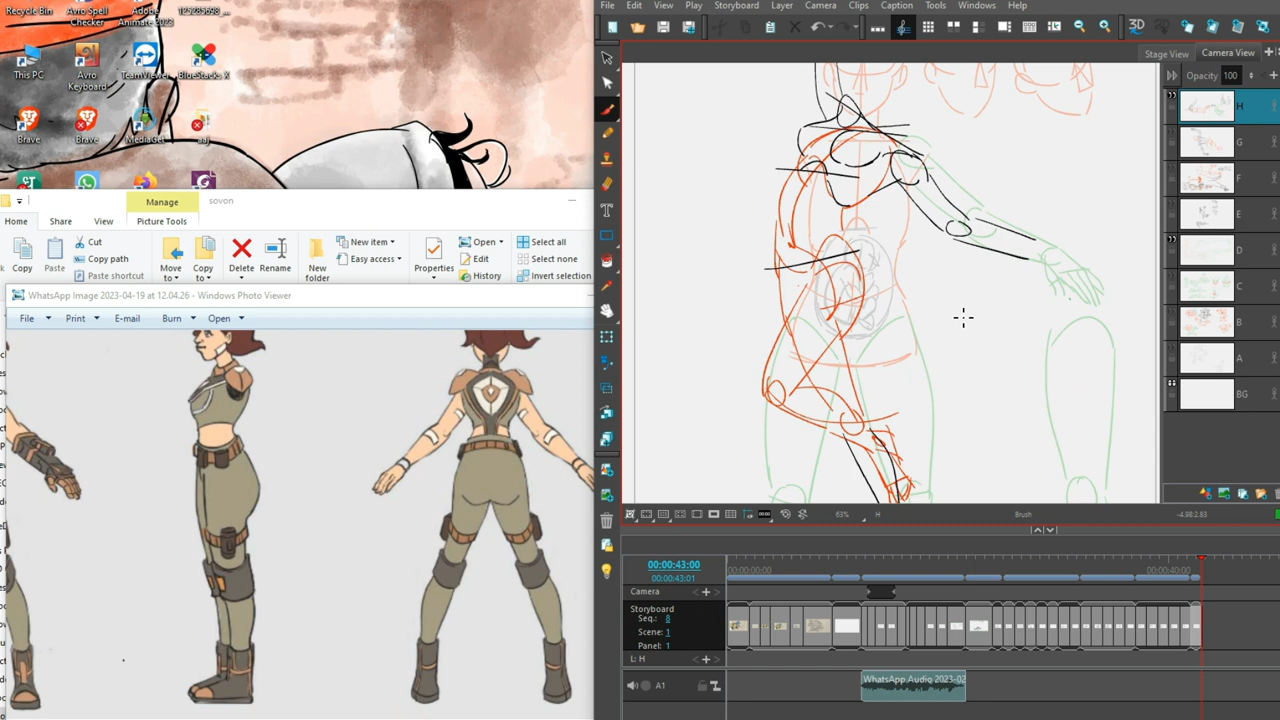 Recycle Bin
Avro Spell Checker
Adobe Animate 2023
This PC
Avro Keyboard
TeamViewer
BlueStacks X
Brave
Brave
MediaGet
Manage
sovon
Home
Share
View
Picture Tools
Copy
Paste
Cut
Copy path
Paste shortcut
Move to
Copy to
Delete
Rename
New folder
New item
Easy access
Properties
Open
Edit
History
Select all
Select none
Invert selection
WhatsApp Image 2023-04-19 at 12.04.26 - Windows Photo Viewer
File
Print
E-mail
Burn
Open
File Edit View Play Storyboard Layer Camera Clips Caption Tools Windows Help
3D
Stage View
Camera View
Opacity 100
H
G
F
E
D
C
B
A
BG
63%
H
Brush
-4.98:2.83
00:00:43:00
00:00:43:01
00:00:00:00
00:00:40:00
Camera
Storyboard
Seq.: 8
Scene: 1
Panel: 1
L: H
A1
WhatsApp Audio 2023-02